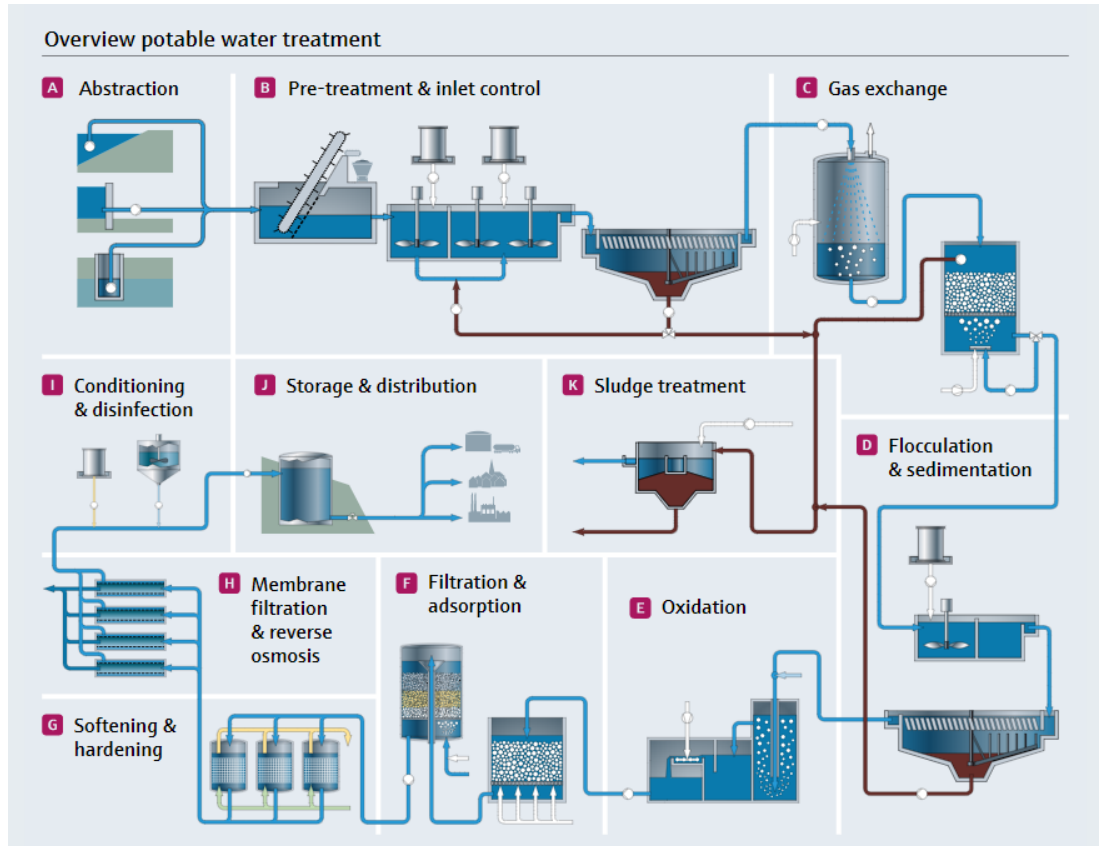 Overview potable water treatment
A Abstraction
B Pre-treatment & inlet control
C Gas exchange
I Conditioning
& disinfection
J Storage & distribution
K Sludge treatment
D Flocculation
& sedimentation
H Membrane
filtration
& reverse
osmosis
F Filtration &
adsorption
E Oxidation
G Softening &
hardening